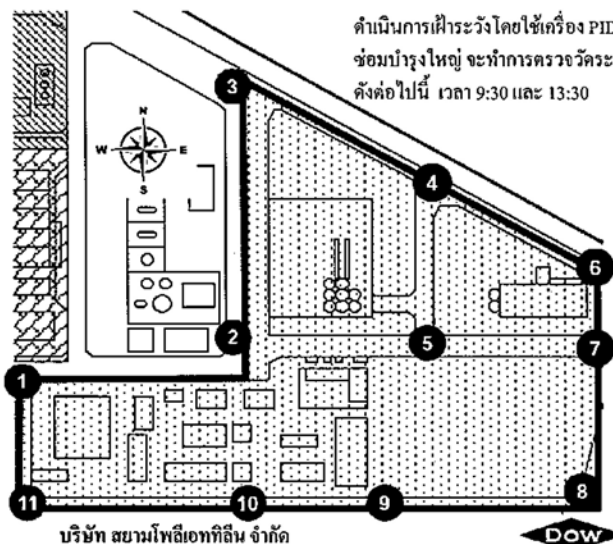 ดำเนินการเฝ้าระวังโดยใช้เครื่อง PID
ซ่อมบำรุงใหญ่ จะทำการตรวจวัดระ
ดังต่อไปนี้ เวลา 9:30 และ 13:30
3
N
W E
S
4
6
2
5
7
1
8
11
10
9
บริษัท สยามโพลีเอททิลีน จำกัด
Dow